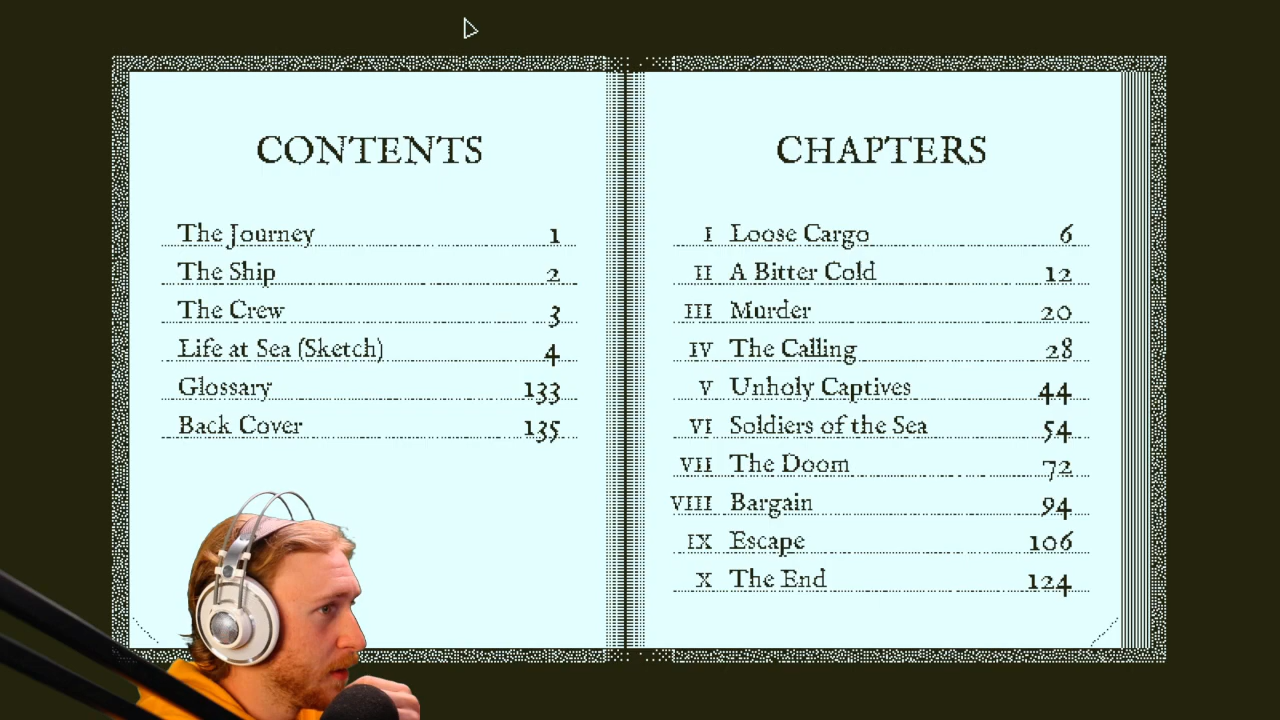 CONTENTS
The Journey 1
The Ship 2
The Crew 3
Life at Sea (Sketch) 4
Glossary 133
Back Cover 135
CHAPTERS
I Loose Cargo 6
II A Bitter Cold 12
III Murder 20
IV The Calling 28
V Unholy Captives 44
VI Soldiers of the Sea 54
VII The Doom 72
VIII Bargain 94
IX Escape 106
X The End 124